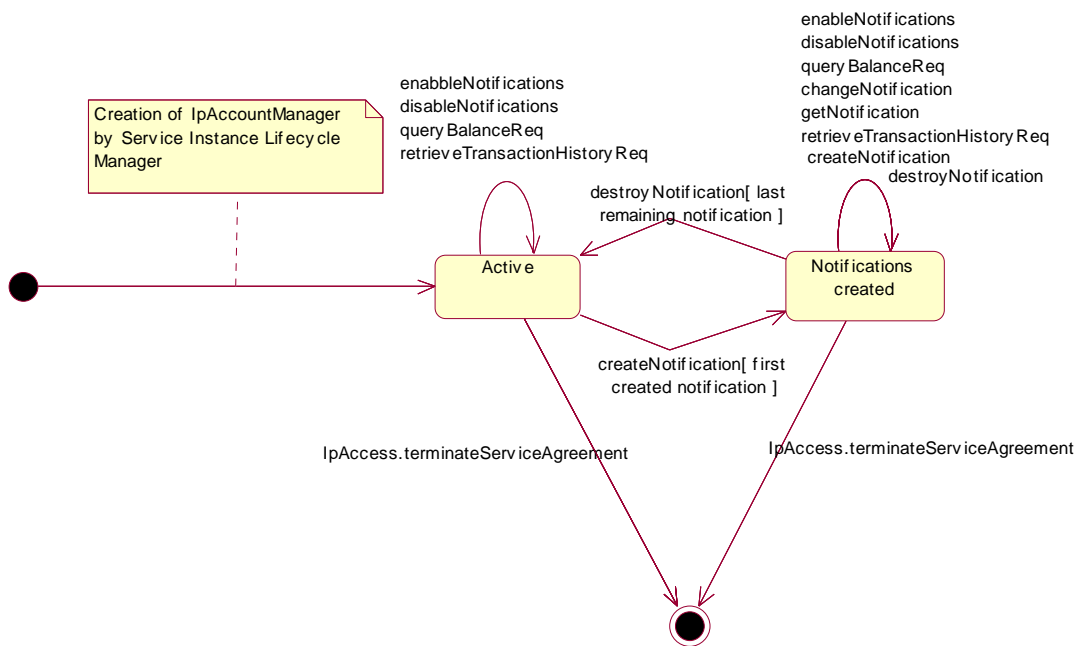 enableNotifications
disableNotifications
queryBalanceReq
changeNotification
getNotification
retrieveTransactionHistoryReq
createNotification
destroyNotification
enabbleNotifications
disableNotifications
queryBalanceReq
retrieveTransactionHistoryReq
Creation of IpAccountManager
by Service Instance Lifecycle
Manager
destroyNotification[ last
remaining notification ]
Active
Notifications
created
createNotification[ first
created notification ]
IpAccess.terminateServiceAgreement
IpAccess.terminateServiceAgreement